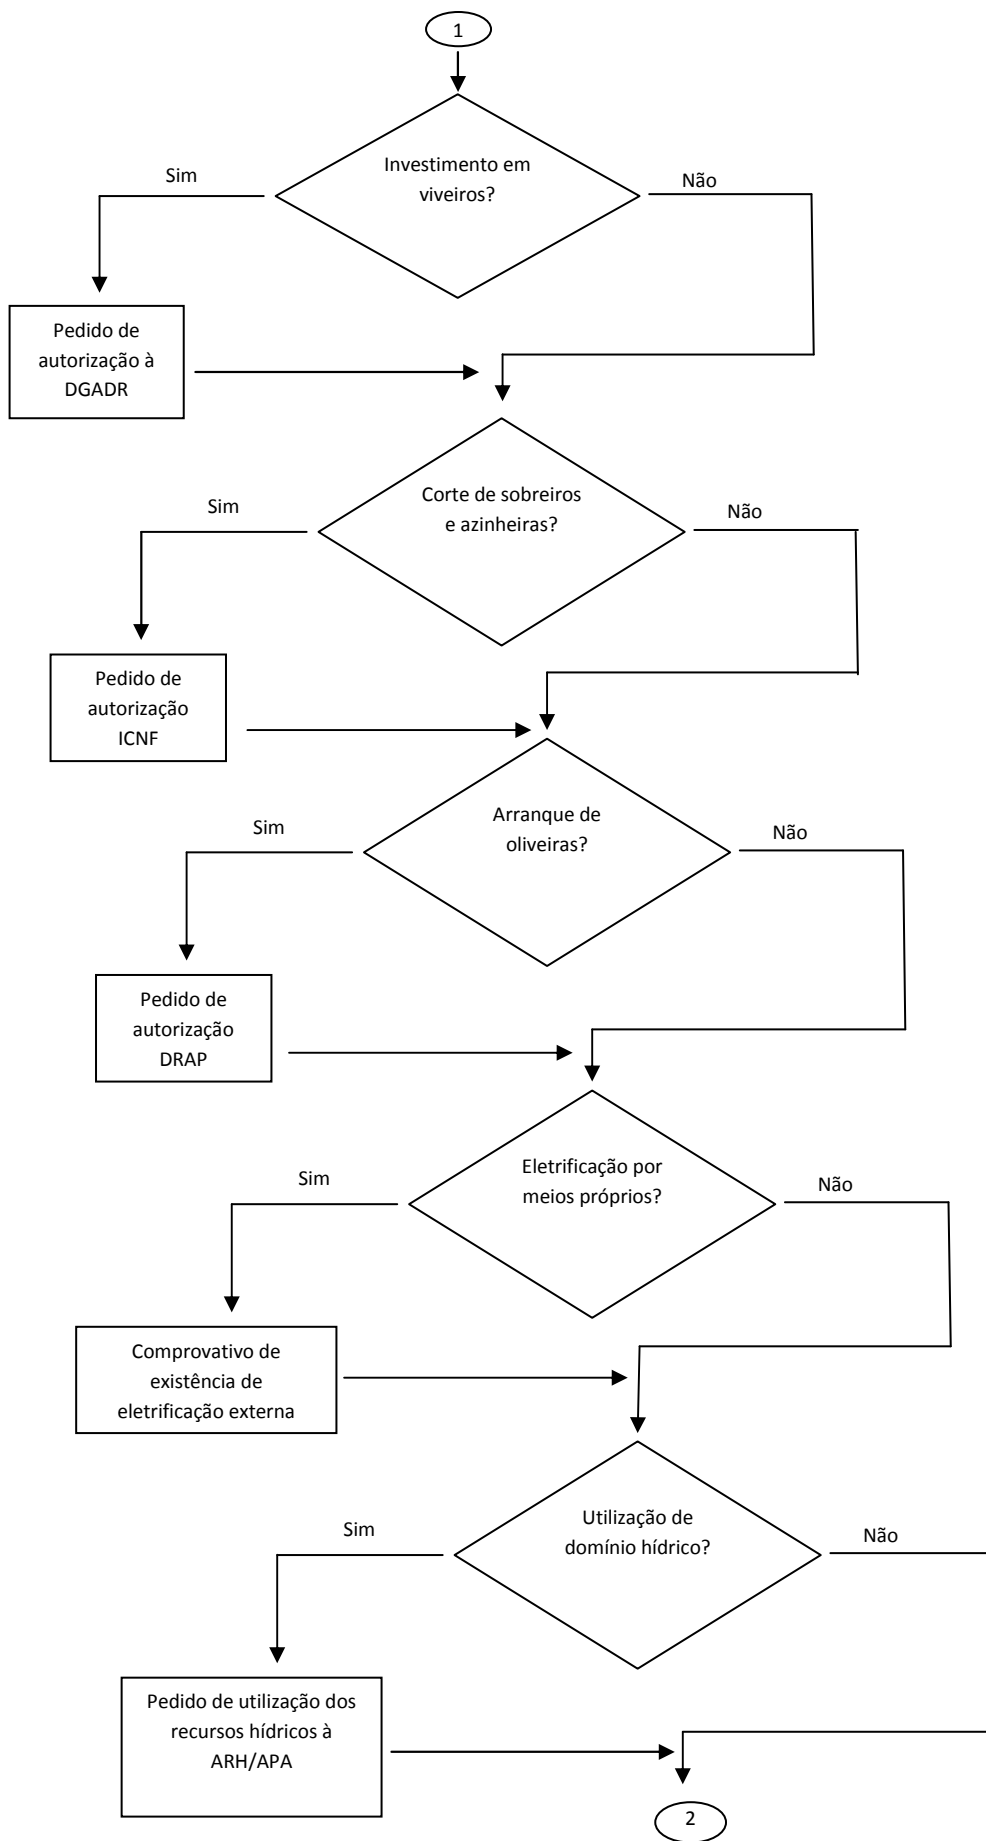 1
Investimento em
viveiros?
Sim
Não
Pedido de
autorização à
DGADR
Corte de sobreiros
e azinheiras?
Sim
Não
Pedido de
autorização
ICNF
Arranque de
oliveiras?
Sim
Não
Pedido de
autorização
DRAP
Eletrificação por
meios próprios?
Sim
Não
Comprovativo de
existência de
eletrificação externa
Utilização de
domínio hídrico?
Sim
Não
Pedido de utilização dos
recursos hídricos à
ARH/APA
2